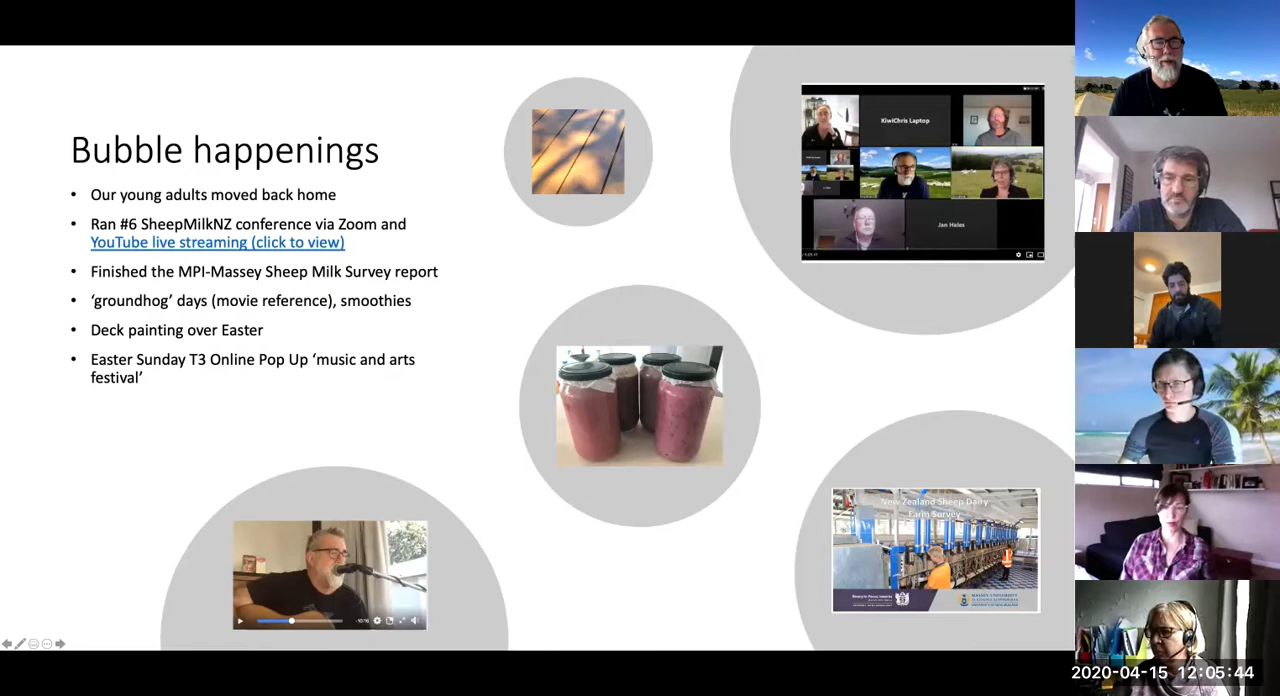 Bubble happenings
• Our young adults moved back home
• Ran #6 SheepMilkNZ conference via Zoom and
YouTube live streaming (click to view)
• Finished the MPI-Massey Sheep Milk Survey report
• ‘groundhog’ days (movie reference), smoothies
• Deck painting over Easter
• Easter Sunday T3 Online Pop Up ‘music and arts
festival’
KiwiChris Laptop
Jan Hales
New Zealand Sheep Dairy
Farm Survey
MASSEY UNIVERSITY
2020-04-15 12:05:44